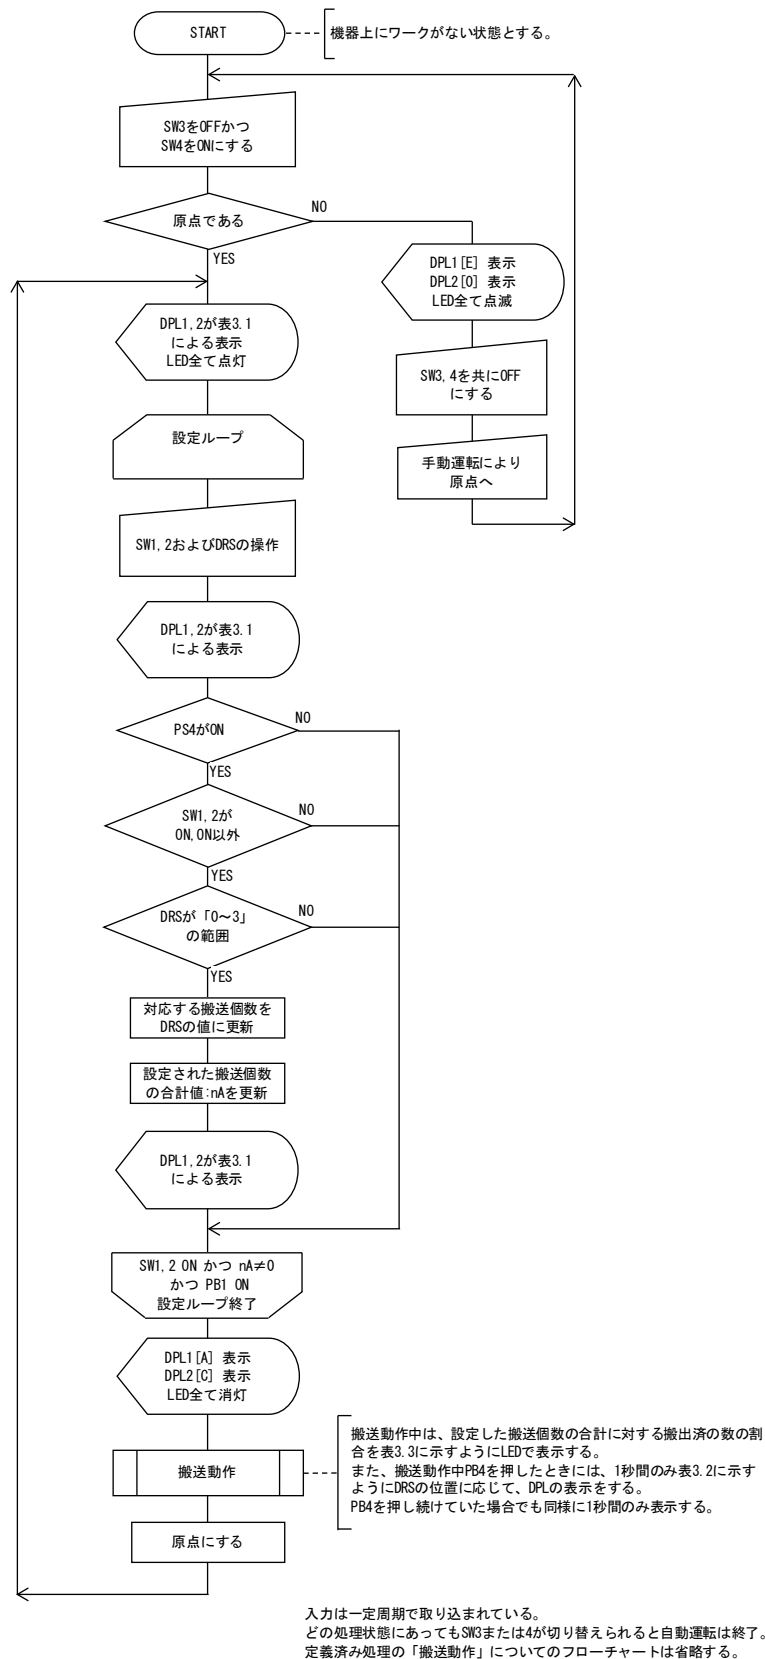 START
機器上にワークがない状態とする。
SW3をOFFかつ
SW4をONにする
原点である
NO
YES
DPL1[E] 表示
DPL2[0] 表示
LED全て点滅
DPL1,2が表3.1
による表示
LED全て点灯
SW3,4を共にOFF
にする
設定ループ
手動運転により
原点へ
SW1,2およびDRSの操作
DPL1,2が表3.1
による表示
PS4がON
NO
YES
SW1,2が
ON,ON以外
NO
YES
DRSが「0～3」
の範囲
NO
YES
対応する搬送個数を
DRSの値に更新
設定された搬送個数
の合計値:nAを更新
DPL1,2が表3.1
による表示
SW1,2 ON かつ nA≠0
かつ PB1 ON
設定ループ終了
DPL1[A] 表示
DPL2[C] 表示
LED全て消灯
搬送動作
搬送動作中は、設定した搬送個数の合計に対する搬出済の数の割
合を表3.3に示すようにLEDで表示する。
また、搬送動作中PB4を押したときには、1秒間のみ表3.2に示す
ようにDRSの位置に応じて、DPLの表示をする。
PB4を押し続けていた場合でも同様に1秒間のみ表示する。
原点にする
入力は一定周期で取り込まれている。
どの処理状態にあってもSW3または4が切り替えられると自動運転は終了。
定義済み処理の「搬送動作」についてのフローチャートは省略する。